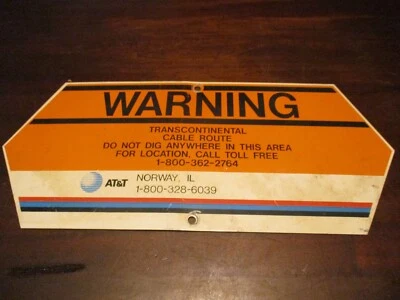 WARNING
TRANSCONTINENTAL
CABLE ROUTE
DO NOT DIG ANYWHERE IN THIS AREA
FOR LOCATION, CALL TOLL FREE
1-800-362-2764
AT&T
NORWAY, IL
1-800-328-6039